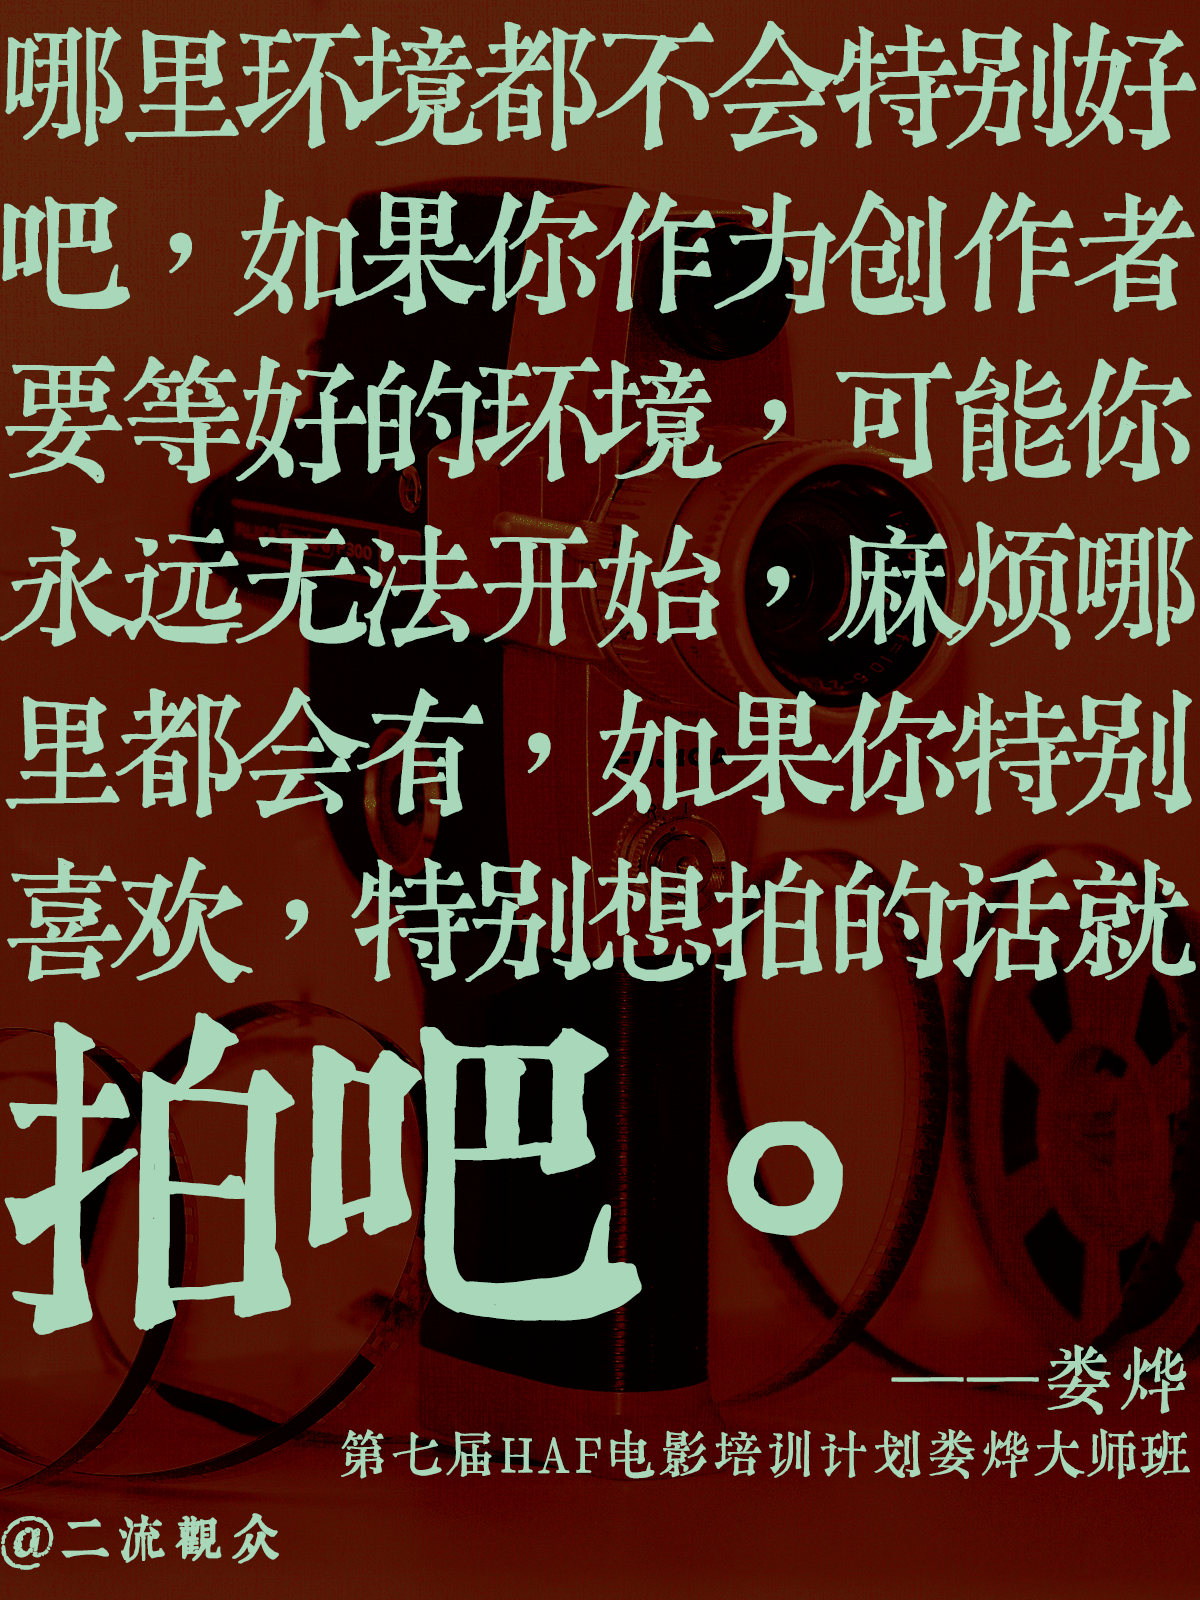 哪里环境都不会特别好
吧，如果你作为创作者
要等好的环境，可能你
永远无法开始，麻烦哪
里都会有，如果你特别
喜欢，特别想拍的话就
拍吧。
——娄烨
第七届HAF电影培训计划娄烨大师班
@二流觀众